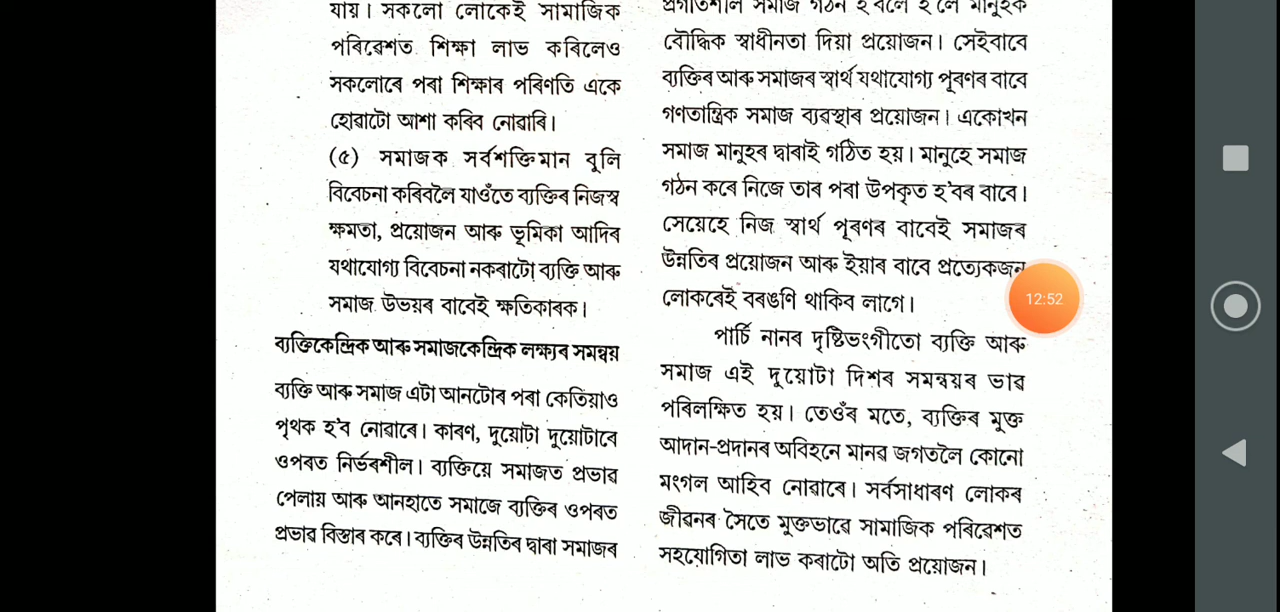 যায়। সকলো লোকেই সামাজিক
পৰিৱেশত শিক্ষা লাভ কৰিলেও
সকলোৰে পৰা শিক্ষাৰ পৰিণতি একে
হোৱাটো আশা কৰিব নোৱাৰি।
(৫) সমাজক সৰ্বশক্তিমান বুলি
বিবেচনা কৰিবলৈ যাওঁতে ব্যক্তিৰ নিজস্ব
ক্ষমতা, প্ৰয়োজন আৰু ভূমিকা আদিৰ
যথাযোগ্য বিবেচনা নকৰাটো ব্যক্তি আৰু
সমাজ উভয়ৰ বাবেই ক্ষতিকাৰক।
ব্যক্তিকেন্দ্ৰিক আৰু সমাজকেন্দ্ৰিক লক্ষ্যৰ সমন্বয়
ব্যক্তি আৰু সমাজ এটা আনটোৰ পৰা কেতিয়াও
পৃথক হ'ব নোৱাৰে। কাৰণ, দুয়োটা দুয়োটাৰে
ওপৰত নিৰ্ভৰশীল। ব্যক্তিয়ে সমাজত প্ৰভাৱ
পেলায় আৰু আনহাতে সমাজে ব্যক্তিৰ ওপৰত
প্ৰভাৱ বিস্তাৰ কৰে। ব্যক্তিৰ উন্নতিৰ দ্বাৰা সমাজৰ
প্ৰগতিশীল সমাজ গঠন হ'বলৈ হ'লে মানুহক
বৌদ্ধিক স্বাধীনতা দিয়া প্ৰয়োজন। সেইবাবে
ব্যক্তিৰ আৰু সমাজৰ স্বাৰ্থ যথাযোগ্য পূৰণৰ বাবে
গণতান্ত্ৰিক সমাজ ব্যৱস্থাৰ প্ৰয়োজন। একোখন
সমাজ মানুহৰ দ্বাৰাই গঠিত হয়। মানুহে সমাজ
গঠন কৰে নিজে তাৰ পৰা উপকৃত হ'বৰ বাবে।
সেয়েহে নিজ স্বাৰ্থ পূৰণৰ বাবেই সমাজৰ
উন্নতিৰ প্ৰয়োজন আৰু ইয়াৰ বাবে প্ৰত্যেকজন
লোকৰেই বৰঙণি থাকিব লাগে।
পাৰ্চি নানৰ দৃষ্টিভংগীতো ব্যক্তি আৰু
সমাজ এই দুয়োটা দিশৰ সমন্বয়ৰ ভাৱ
পৰিলক্ষিত হয়। তেওঁৰ মতে, ব্যক্তিৰ মুক্ত
আদান-প্ৰদানৰ অবিহনে মানৱ জগতলৈ কোনো
মংগল আহিব নোৱাৰে। সৰ্বসাধাৰণ লোকৰ
জীৱনৰ সৈতে মুক্তভাৱে সামাজিক পৰিৱেশত
সহযোগিতা লাভ কৰাটো অতি প্ৰয়োজন।
12:52